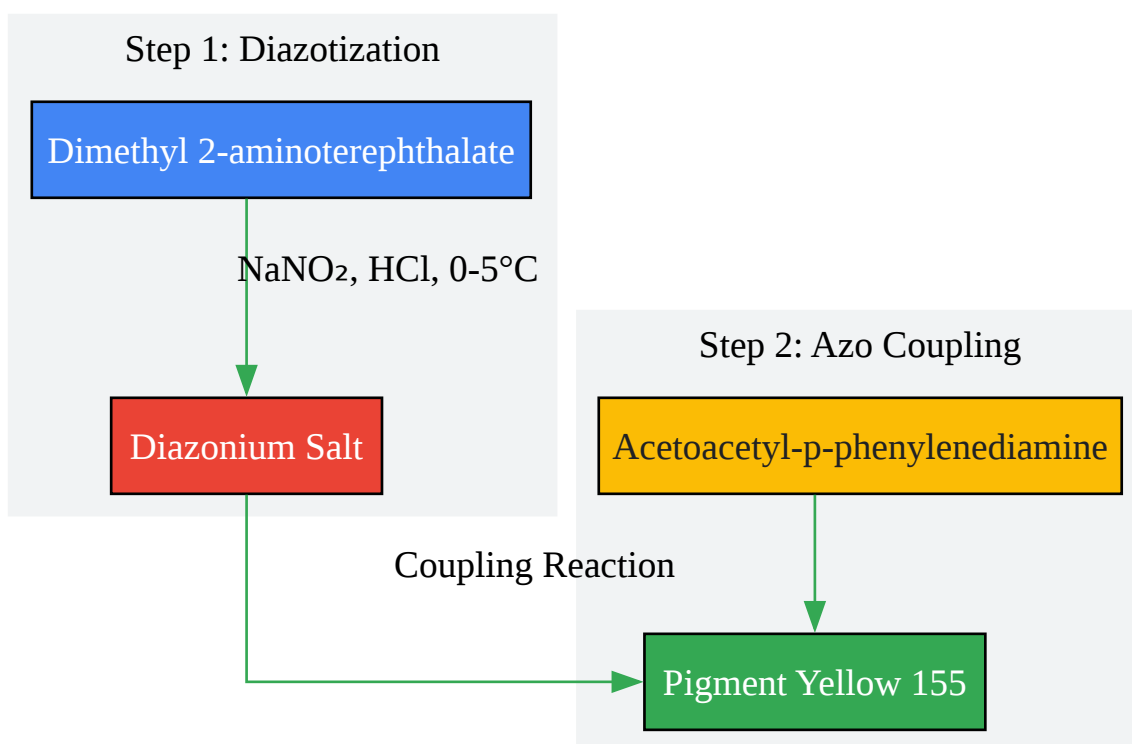 Step 1: Diazotization
Dimethyl 2-aminoterephthalate
NaNO₂, HCl, 0-5°C
Diazonium Salt
Step 2: Azo Coupling
Acetoacetyl-p-phenylenediamine
Coupling Reaction
Pigment Yellow 155